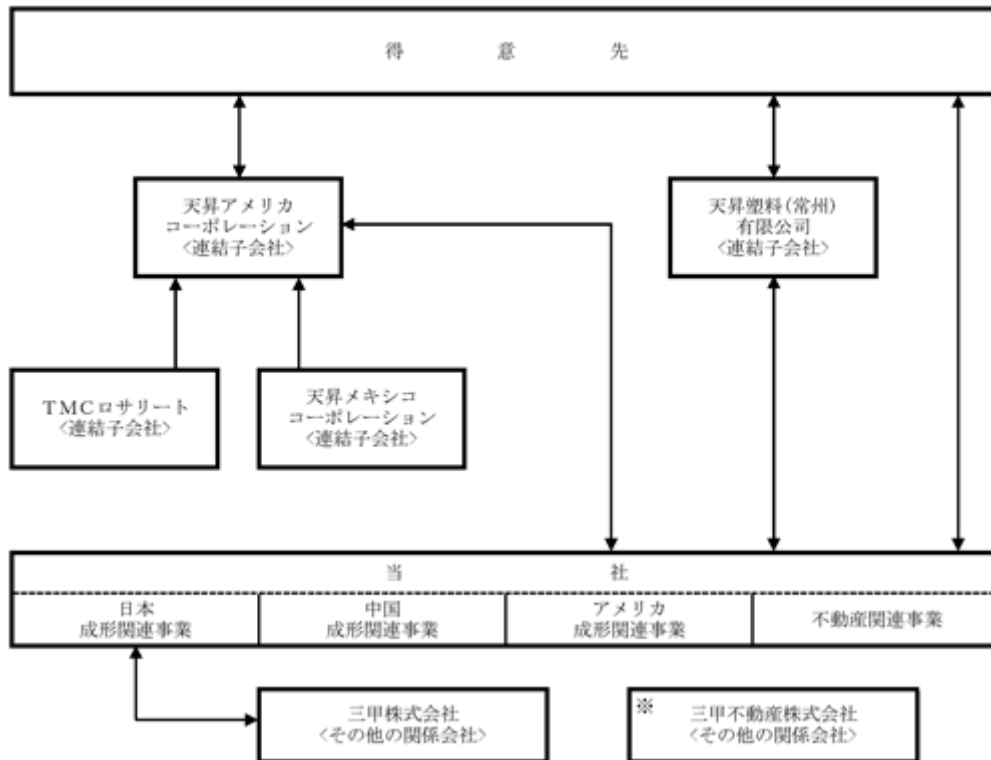 得意先
天昇アメリカ
コーポレーション
<連結子会社>
天昇塑料(常州)
有限公司
<連結子会社>
TMCロサリート
<連結子会社>
天昇メキシコ
コーポレーション
<連結子会社>
当社
日本
成形関連事業
中国
成形関連事業
アメリカ
成形関連事業
不動産関連事業
三甲株式会社
<その他の関係会社>
※ 三甲不動産株式会社
<その他の関係会社>